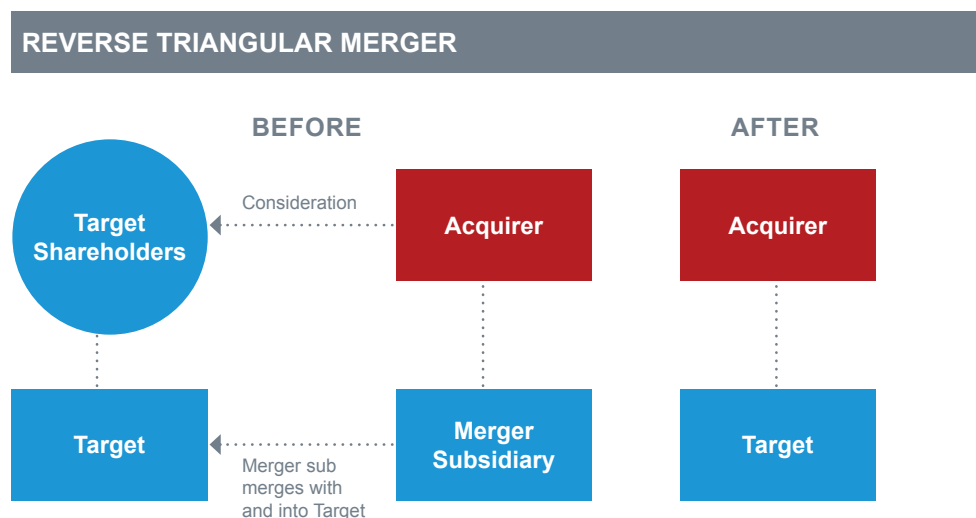 REVERSE TRIANGULAR MERGER
BEFORE
AFTER
Target
Shareholders
Consideration
Acquirer
Acquirer
Target
Merger sub
merges with
and into Target
Merger
Subsidiary
Target